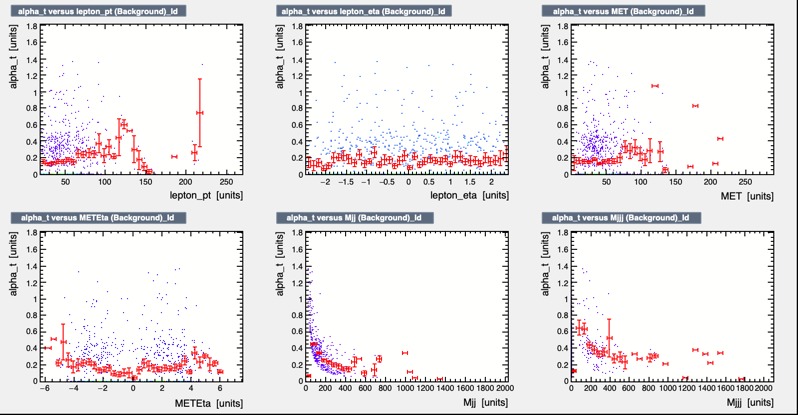 alpha_t versus lepton_pt (Background)_Id
alpha_t versus lepton_eta (Background)_Id
alpha_t versus MET (Background)_Id
alpha_t [units]
1.8
1.6
1.4
1.2
1
0.8
0.6
0.4
0.2
0
50 100 150 200 250
lepton_pt [units]
alpha_t [units]
1.8
1.6
1.4
1.2
1
0.8
0.6
0.4
0.2
0
−2 −1.5 −1 −0.5 0 0.5 1 1.5 2
lepton_eta [units]
alpha_t [units]
1.8
1.6
1.4
1.2
1
0.8
0.6
0.4
0.2
0
50 100 150 200 250
MET [units]
alpha_t versus METEta (Background)_Id
alpha_t versus Mjj (Background)_Id
alpha_t versus Mjjj (Background)_Id
alpha_t [units]
1.8
1.6
1.4
1.2
1
0.8
0.6
0.4
0.2
0
−6 −4 −2 0 2 4 6
METEta [units]
alpha_t [units]
1.8
1.6
1.4
1.2
1
0.8
0.6
0.4
0.2
0
0 200 400 600 800 1000 1200 1400 1600 1800 2000
Mjj [units]
alpha_t [units]
1.8
1.6
1.4
1.2
1
0.8
0.6
0.4
0.2
0
0 200 400 600 800 1000 1200 1400 1600 1800 2000
Mjjj [units]